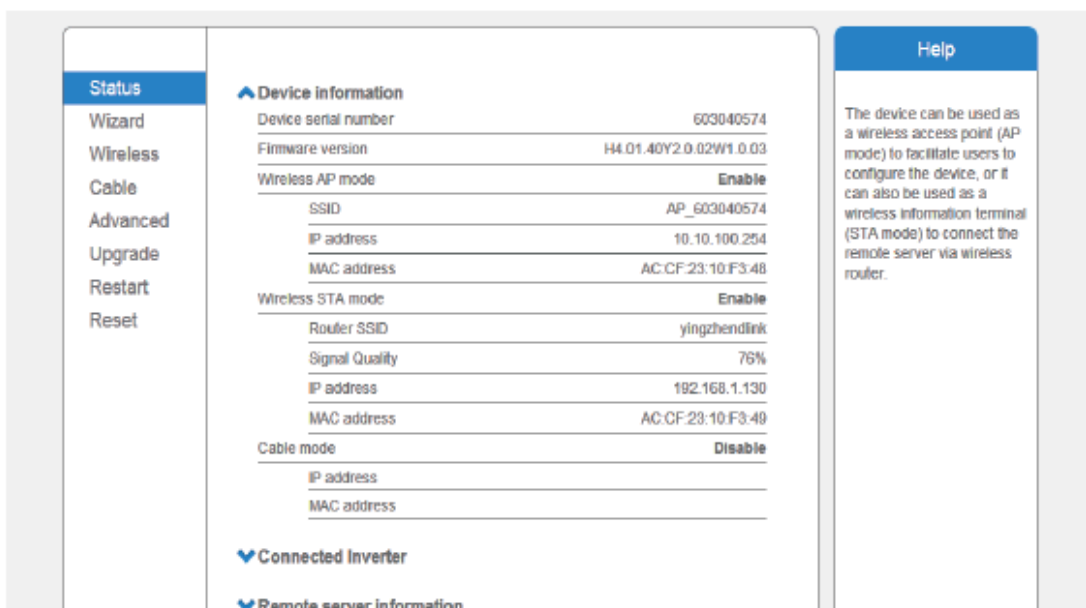 Status
Wizard
Wireless
Cable
Advanced
Upgrade
Restart
Reset
Device information
Device serial number 603040574
Firmware version H4.01.40Y2.0.02W1.0.03
Wireless AP mode Enable
SSID AP_603040574
IP address 10.10.100.254
MAC address AC:CF:23:10:F3:48
Wireless STA mode Enable
Router SSID yingzhendlink
Signal Quality 76%
IP address 192.168.1.130
MAC address AC:CF:23:10:F3:49
Cable mode Disable
IP address
MAC address
Connected Inverter
Remote server information
Help
The device can be used as
a wireless access point (AP
mode) to facilitate users to
configure the device, or it
can also be used as a
wireless information terminal
(STA mode) to connect the
remote server via wireless
router.